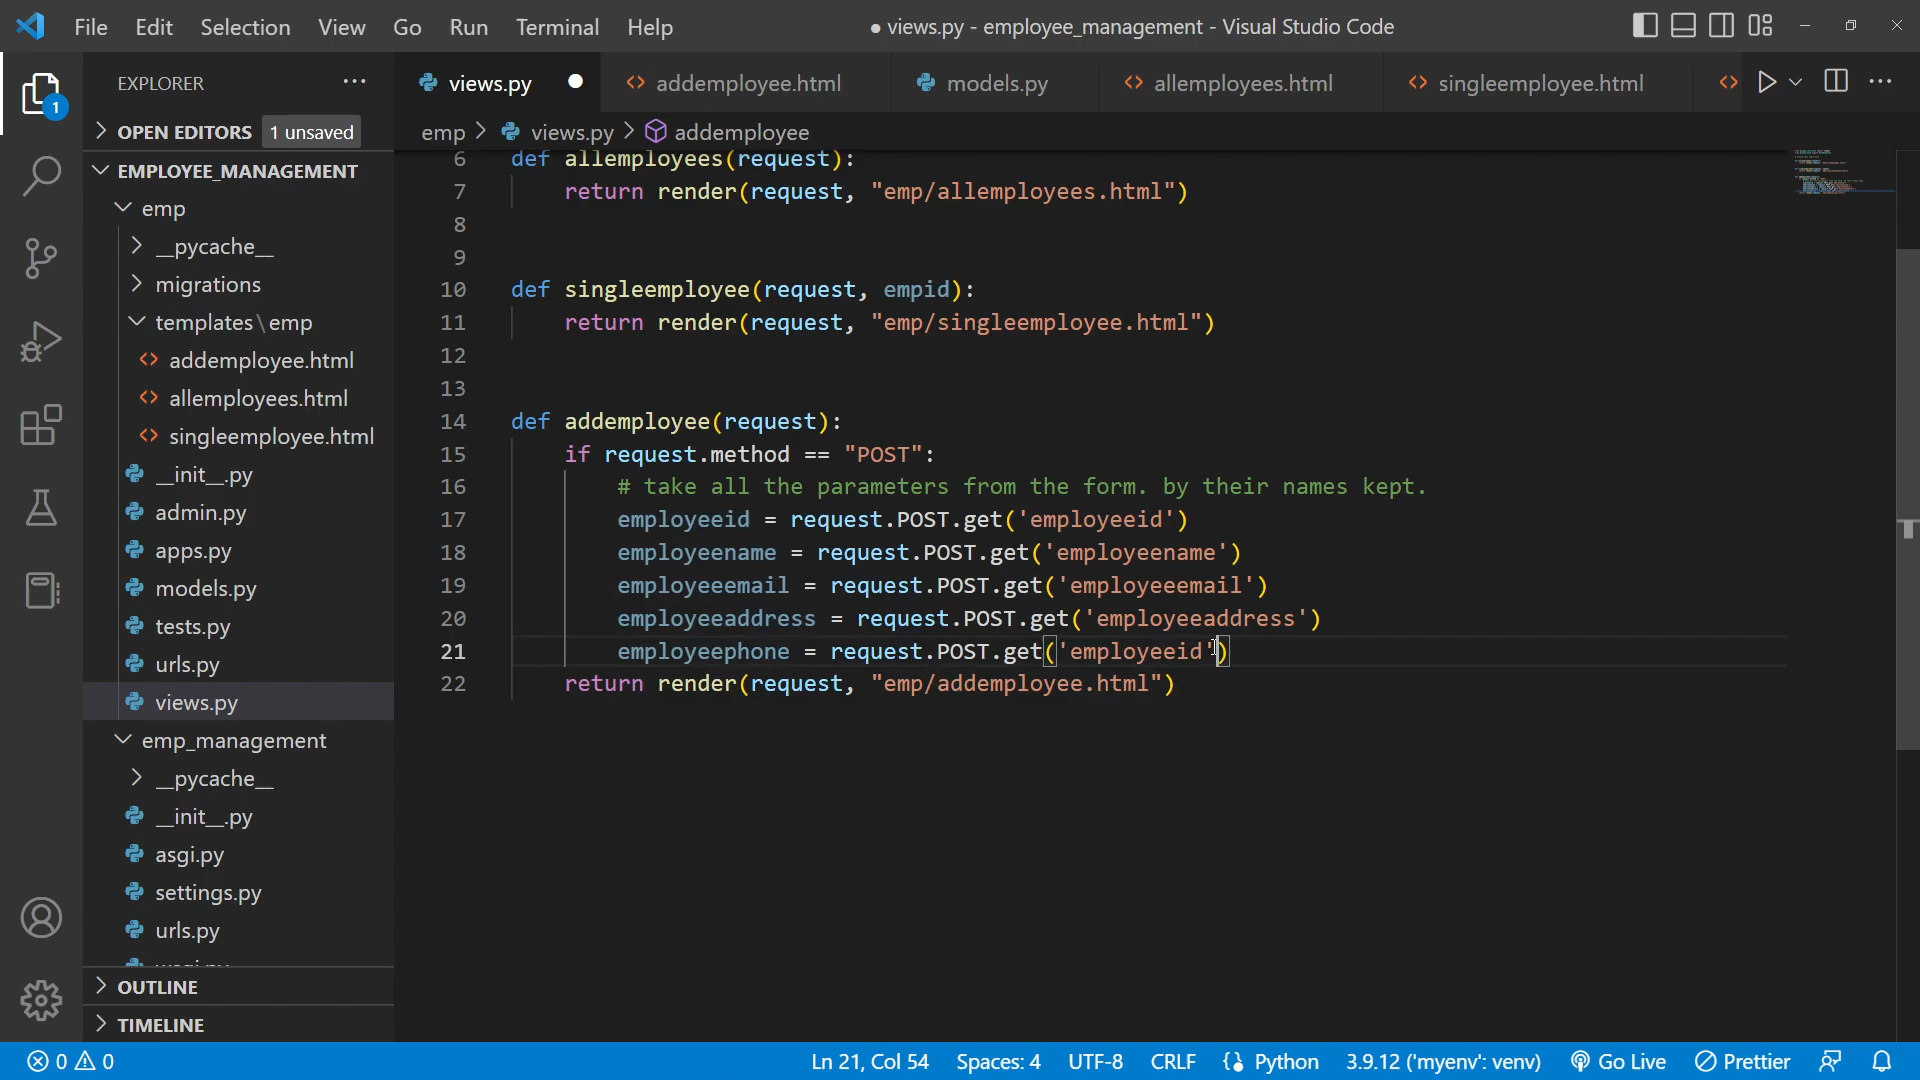 File Edit Selection View Go Run Terminal Help
● views.py - employee_management - Visual Studio Code
EXPLORER
OPEN EDITORS 1 unsaved
EMPLOYEE_MANAGEMENT
emp
__pycache__
migrations
templates\emp
addemployee.html
allemployees.html
singleemployee.html
__init__.py
admin.py
apps.py
models.py
tests.py
urls.py
views.py
emp_management
__pycache__
__init__.py
asgi.py
settings.py
urls.py
wsgi.py
OUTLINE
TIMELINE
1
views.py addemployee.html models.py allemployees.html singleemployee.html
emp > views.py > addemployee
6 def allemployees(request):
7 return render(request, "emp/allemployees.html")
8
9
10 def singleemployee(request, empid):
11 return render(request, "emp/singleemployee.html")
12
13
14 def addemployee(request):
15 if request.method == "POST":
16 # take all the parameters from the form. by their names kept.
17 employeeid = request.POST.get('employeeid')
18 employeename = request.POST.get('employeename')
19 employeeemail = request.POST.get('employeeemail')
20 employeeaddress = request.POST.get('employeeaddress')
21 employeephone = request.POST.get('employeeid')
22 return render(request, "emp/addemployee.html")
0 0 Ln 21, Col 54 Spaces: 4 UTF-8 CRLF Python 3.9.12 ('myenv': venv) Go Live Prettier